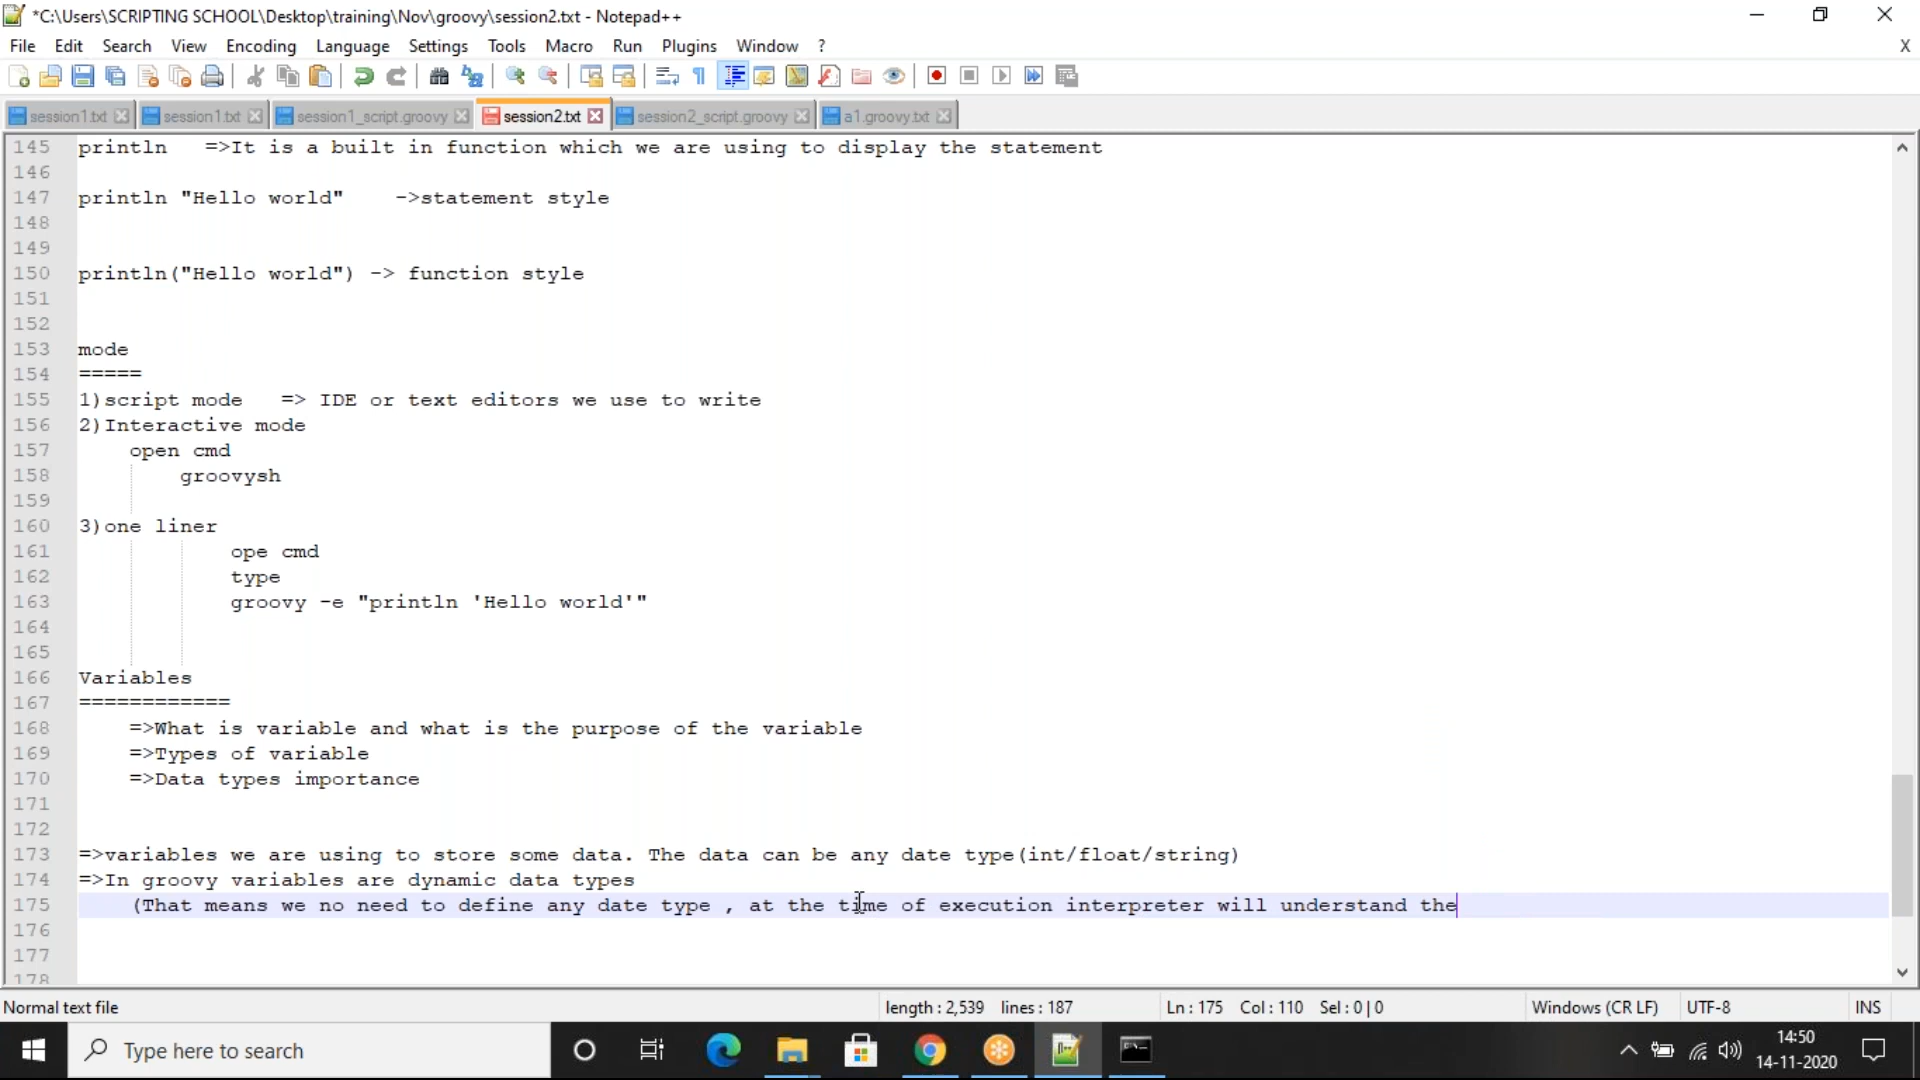 *C:\Users\SCRIPTING SCHOOL\Desktop\training\Nov\groovy\session2.txt - Notepad++
File Edit Search View Encoding Language Settings Tools Macro Run Plugins Window ? X
session1.txt session1.txt session1_script.groovy session2.txt session2_script.groovy a1.groovy.txt
145 println   =>It is a built in function which we are using to display the statement
146
147 println "Hello world"    ->statement style
148
149
150 println("Hello world") -> function style
151
152
153 mode
154 =====
155 1)script mode   => IDE or text editors we use to write
156 2)Interactive mode
157     open cmd
158         groovysh
159
160 3)one liner
161             ope cmd
162             type
163             groovy -e "println 'Hello world'"
164
165
166 Variables
167 ============
168     =>What is variable and what is the purpose of the variable
169     =>Types of variable
170     =>Data types importance
171
172
173 =>variables we are using to store some data. The data can be any date type(int/float/string)
174 =>In groovy variables are dynamic data types
175     (That means we no need to define any date type , at the time of execution interpreter will understand the
176
177
178
Normal text file length : 2,539 lines : 187 Ln : 175 Col : 110 Sel : 0 | 0 Windows (CR LF) UTF-8 INS
Type here to search
14:50
14-11-2020